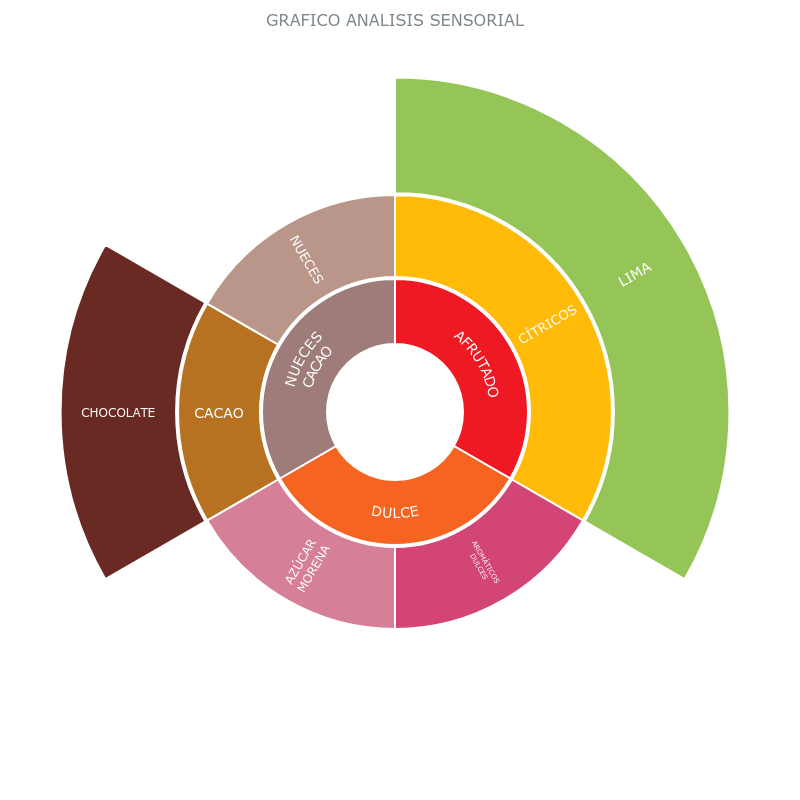 GRAFICO ANALISIS SENSORIAL
LIMA
NUECES
CÍTRICOS
NUECES
CACAO
AFRUTADO
CHOCOLATE
CACAO
DULCE
AZÚCAR
MORENA
AROMÁTICOS
DULCES